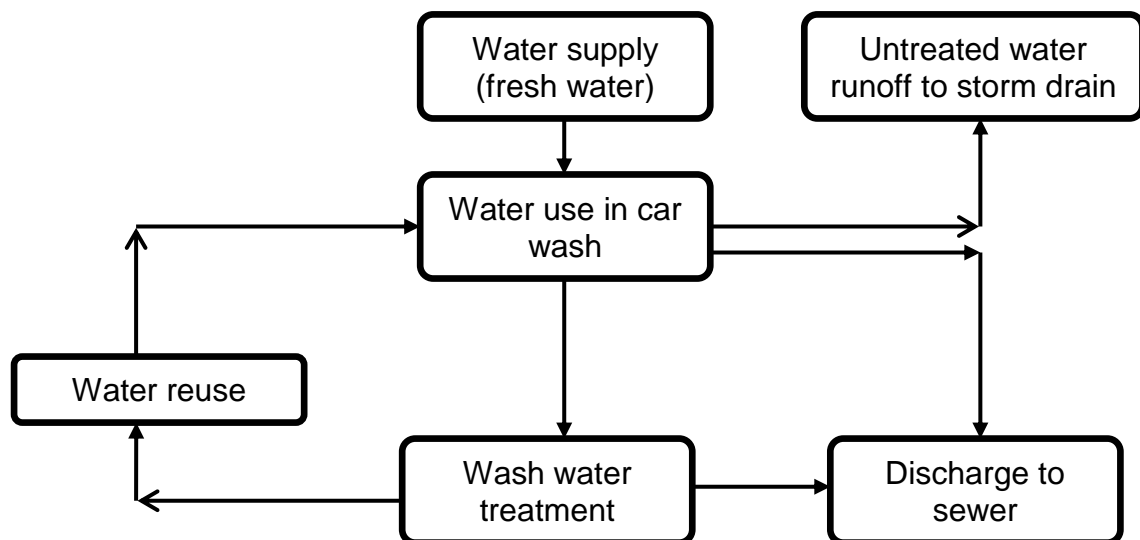 Water supply
(fresh water)
Untreated water
runoff to storm drain
Water use in car
wash
Water reuse
Wash water
treatment
Discharge to
sewer